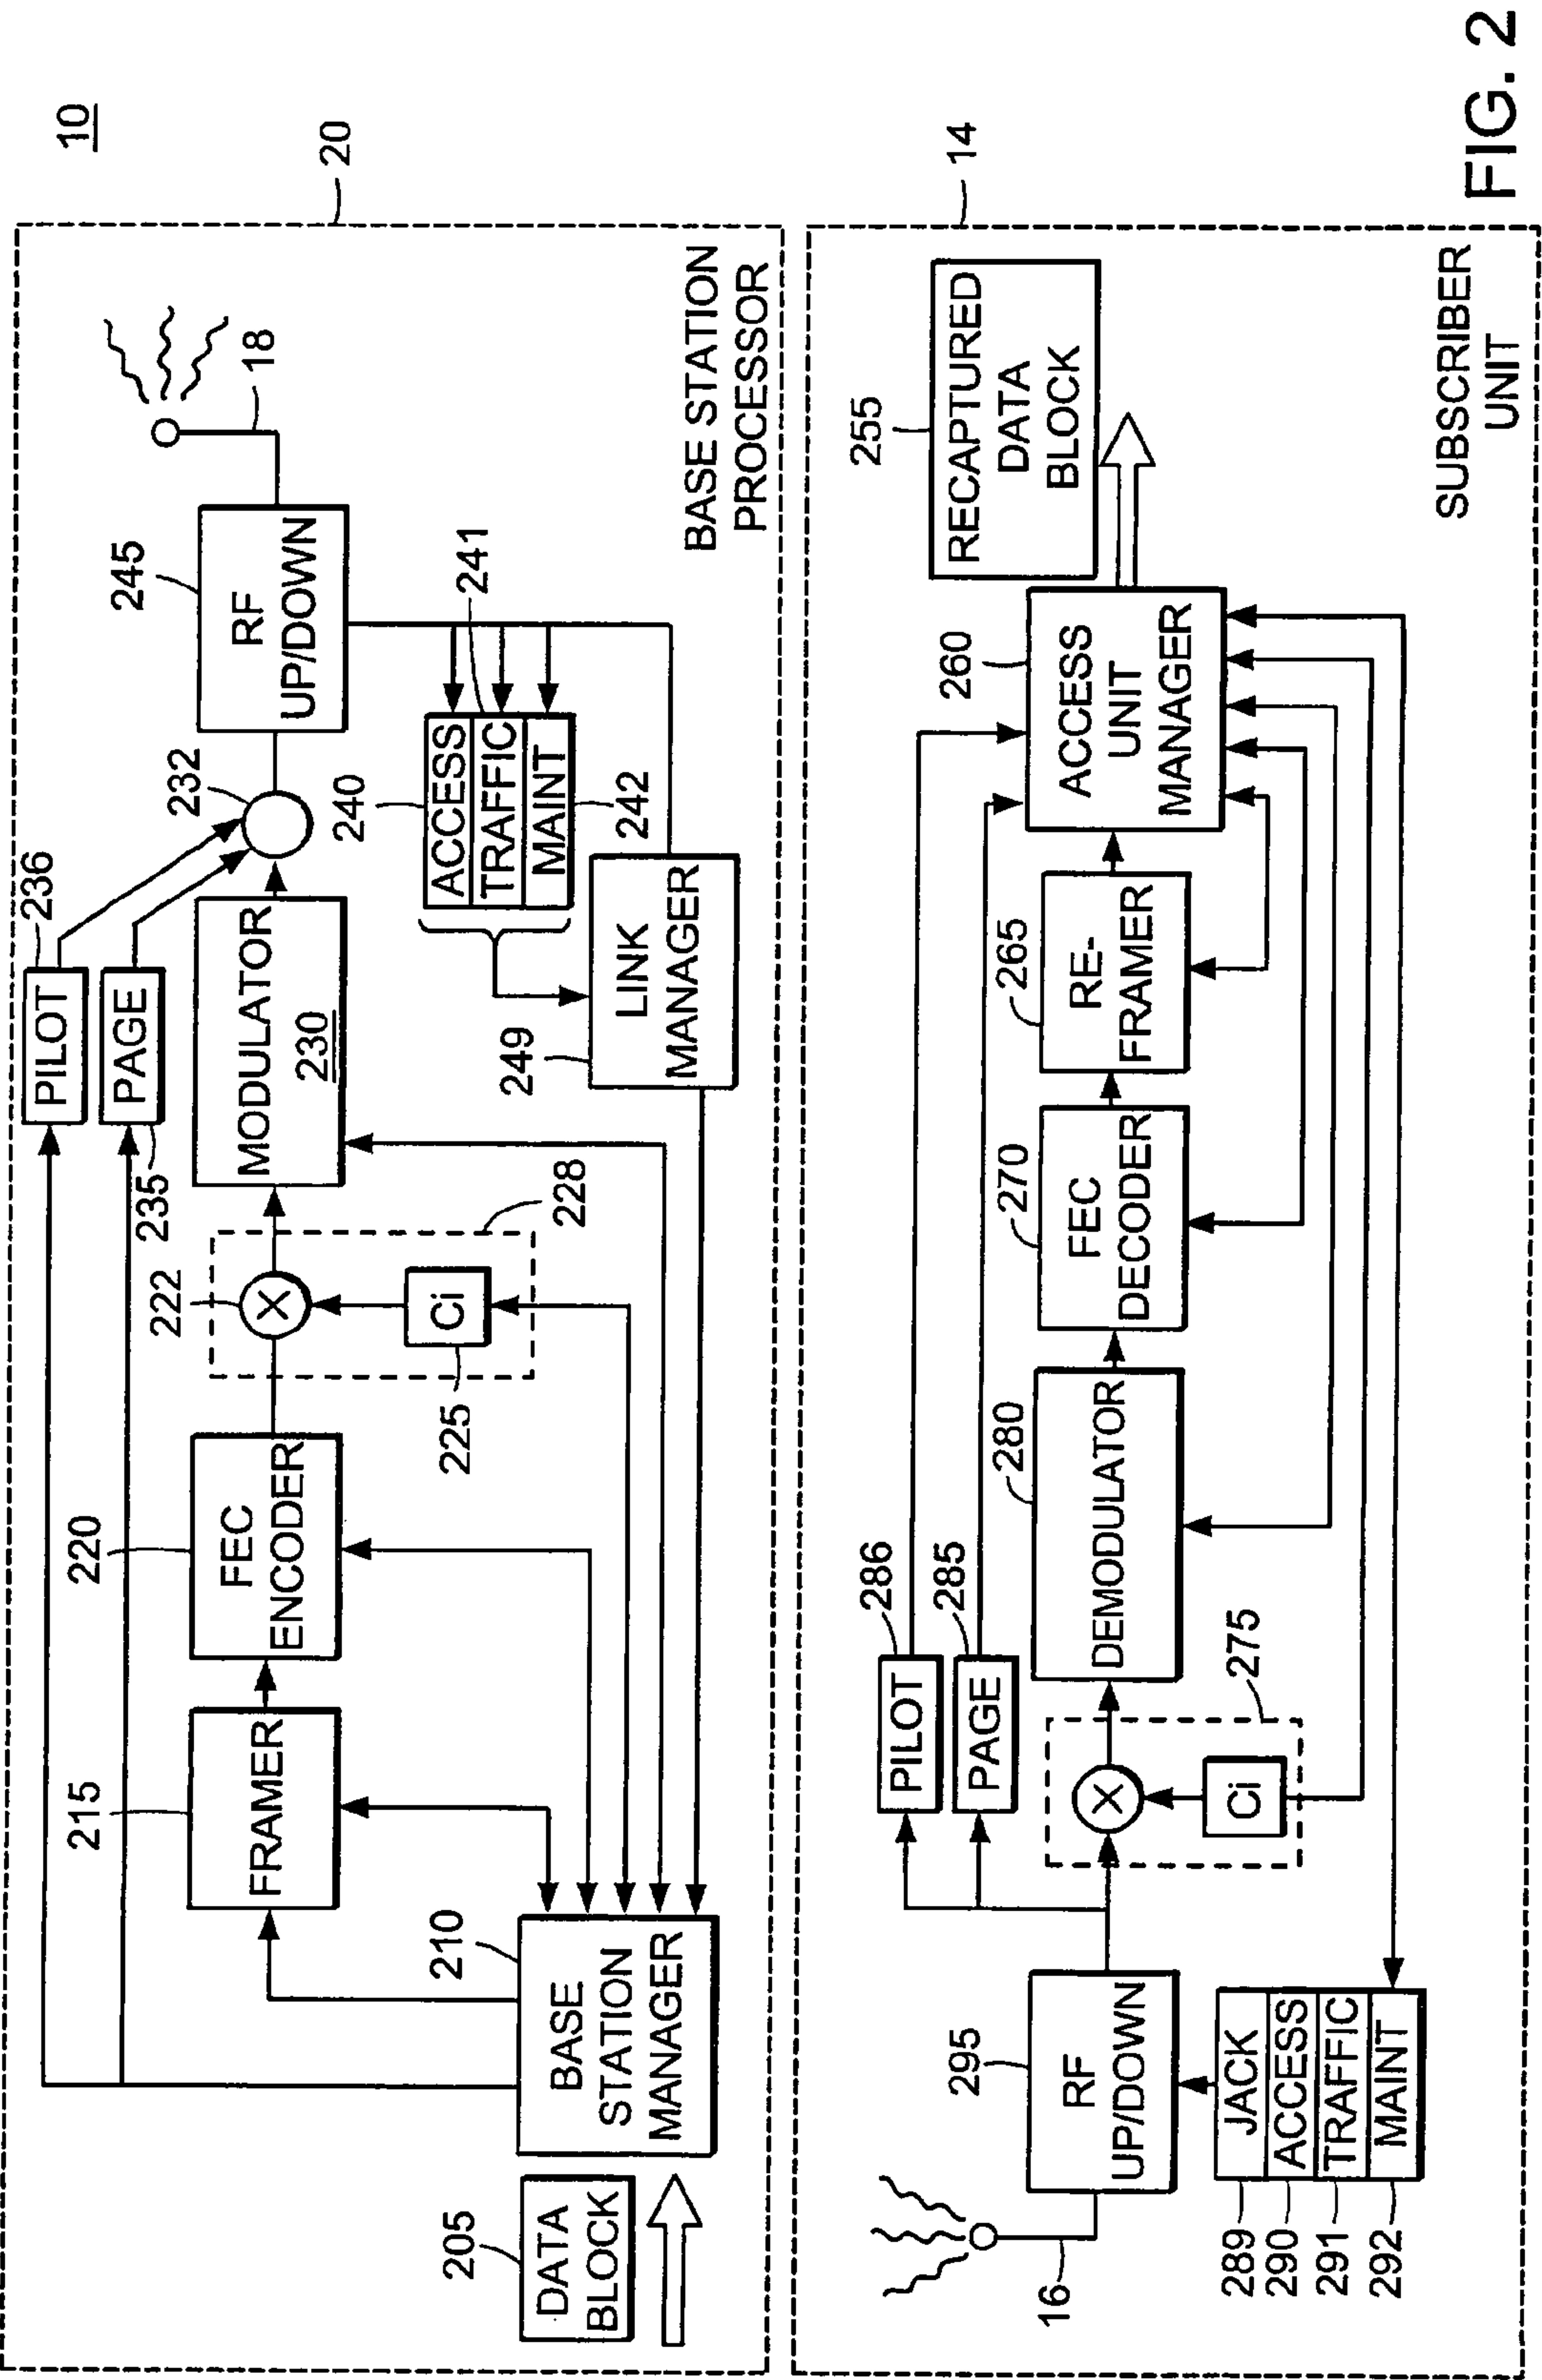 10
20
BASE STATION
PROCESSOR
236
PILOT
PAGE
235
205
DATA
BLOCK
210
BASE
STATION
MANAGER
215
FRAMER
220
FEC
ENCODER
222
Ci
225
228
MODULATOR
230
232
245
RF
UP/DOWN
18
240
ACCESS
241
TRAFFIC
MAINT
242
249
LINK
MANAGER
14
SUBSCRIBER
UNIT
16
295
RF
UP/DOWN
289
JACK
290
ACCESS
291
TRAFFIC
292
MAINT
286
PILOT
285
PAGE
275
Ci
280
DEMODULATOR
270
FEC
DECODER
265
RE-
FRAMER
260
ACCESS
UNIT
MANAGER
255
RECAPTURED
DATA
BLOCK
FIG. 2